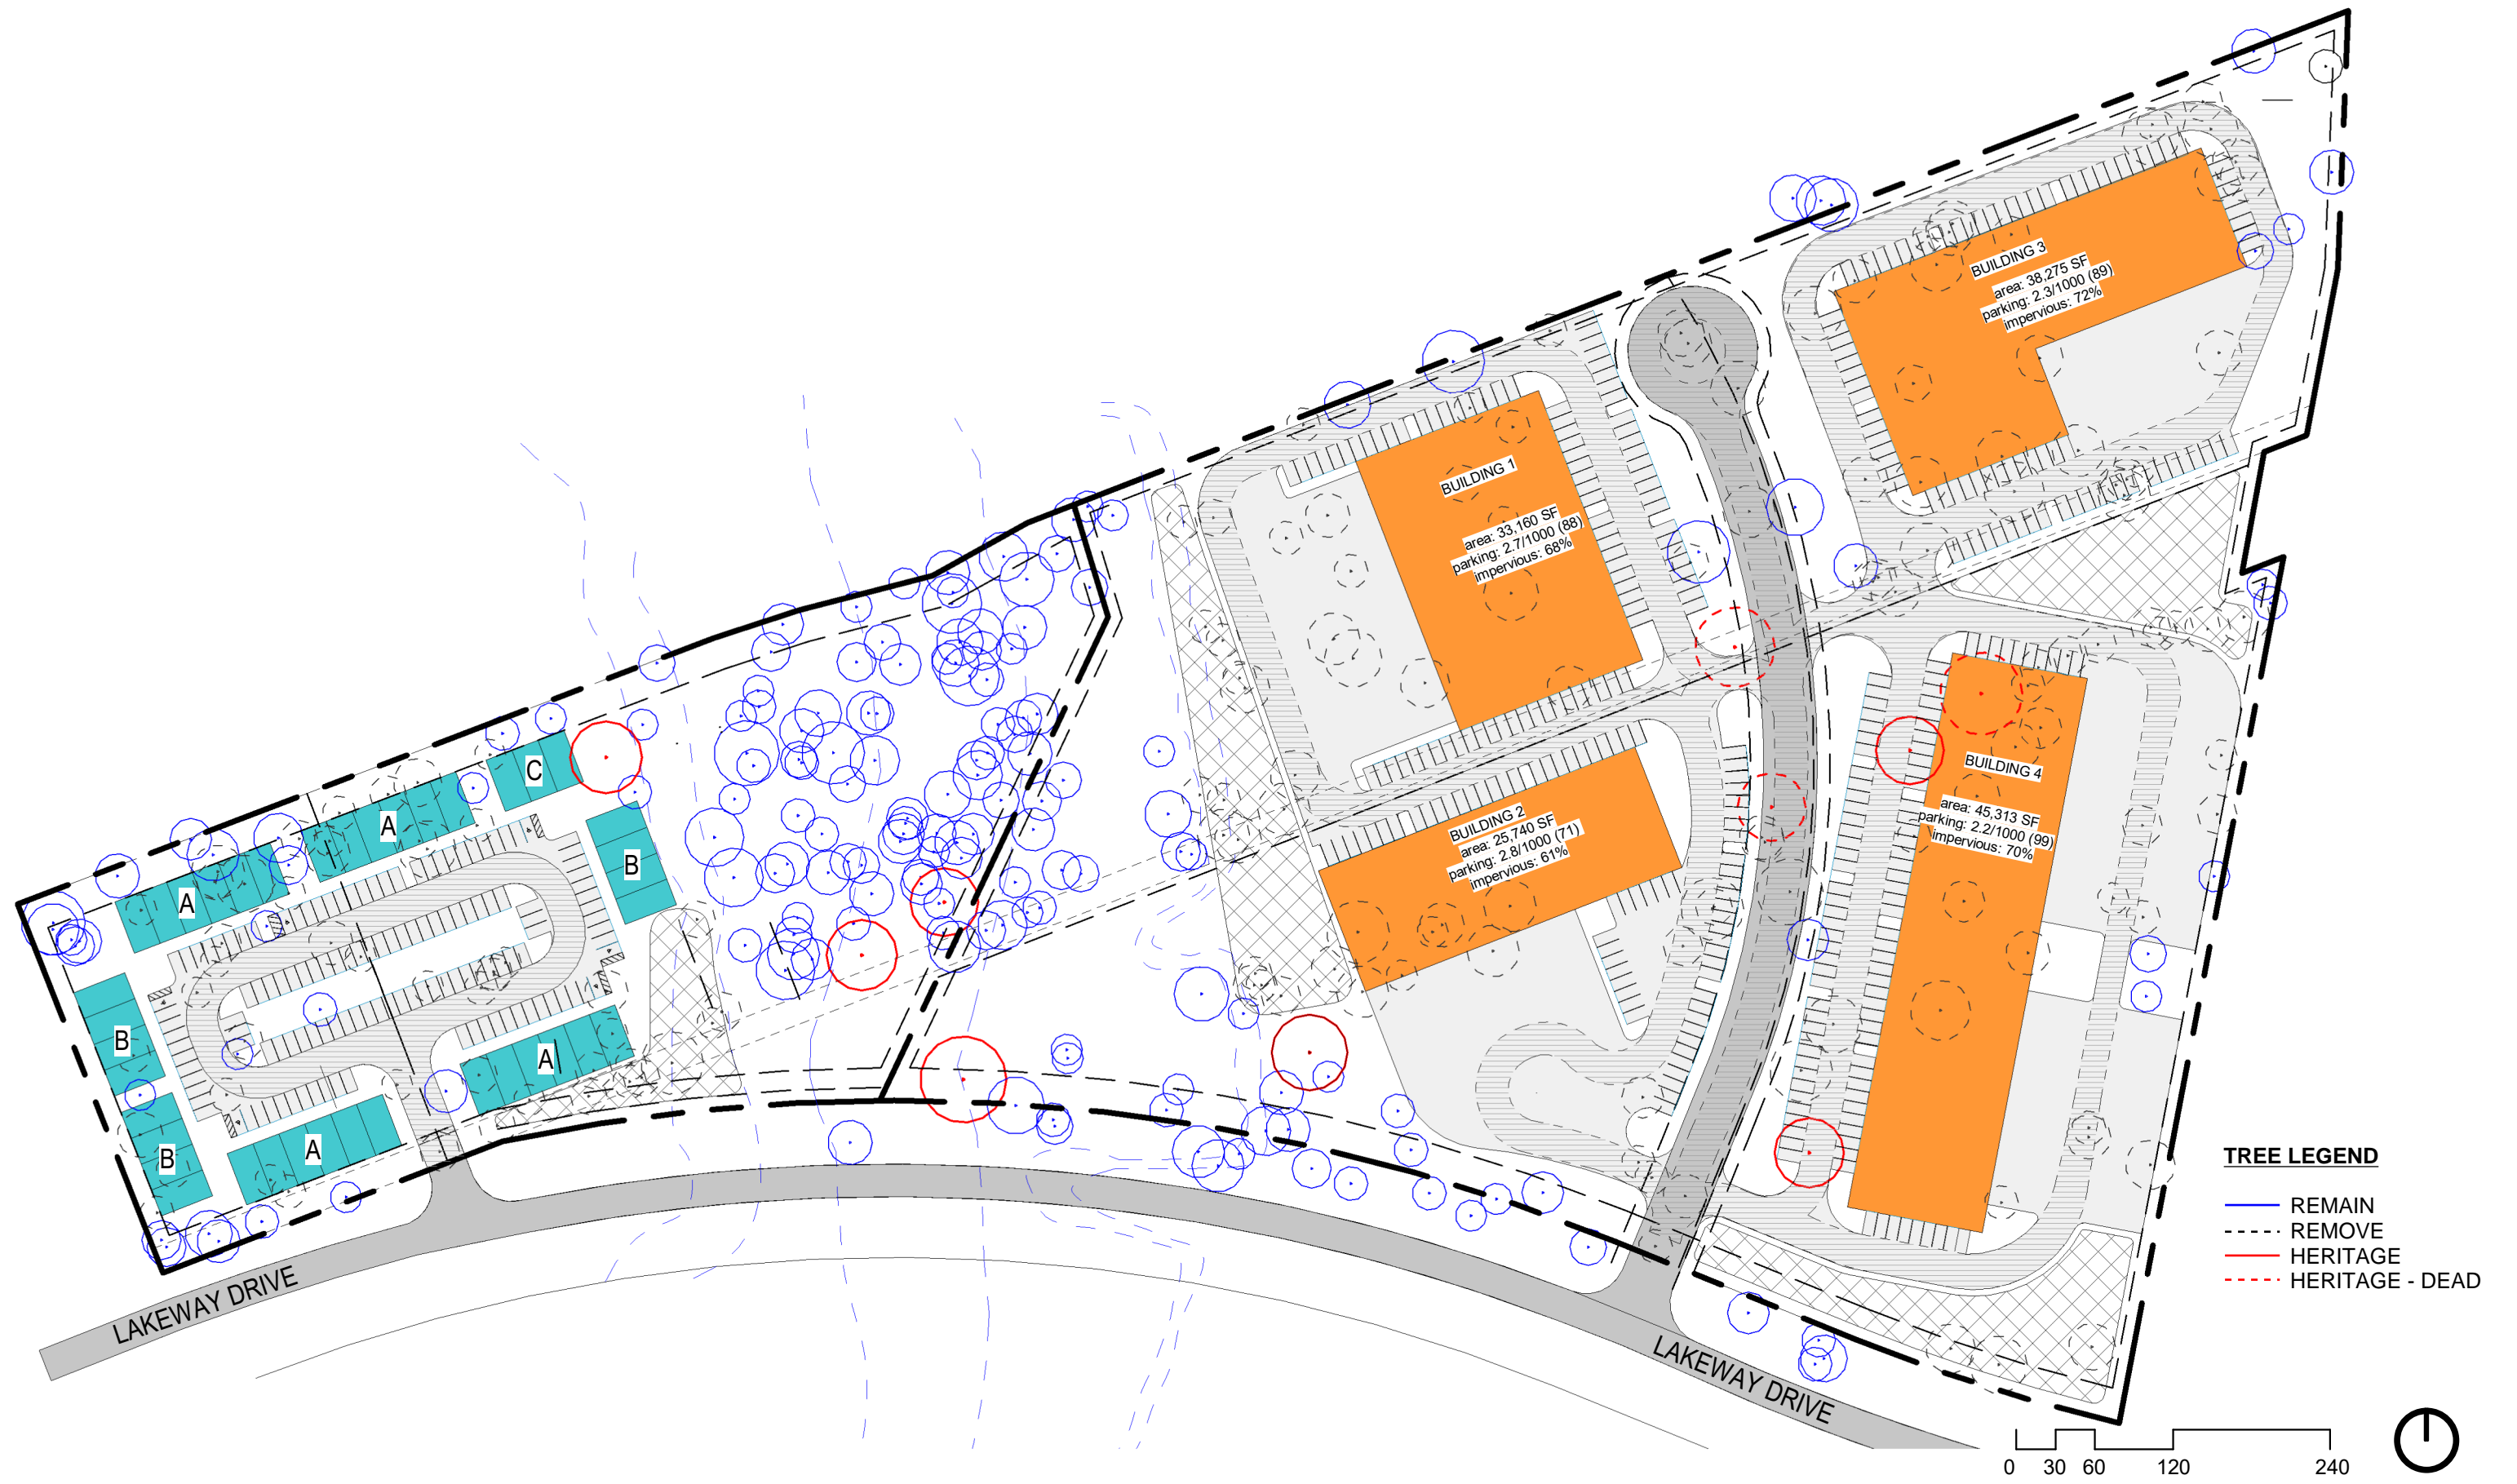 BUILDING 3
area: 38,275 SF
parking: 2.3/1000 (89)
impervious: 72%
BUILDING 1
area: 33,160 SF
parking: 2.7/1000 (88)
impervious: 68%
C
A
A
B
BUILDING 4
area: 45,313 SF
parking: 2.2/1000 (99)
impervious: 70%
BUILDING 2
area: 25,740 SF
parking: 2.8/1000 (71)
impervious: 61%
B
A
A
B
LAKEWAY DRIVE
LAKEWAY DRIVE
TREE LEGEND
REMAIN
REMOVE
HERITAGE
HERITAGE - DEAD
0 30 60 120 240